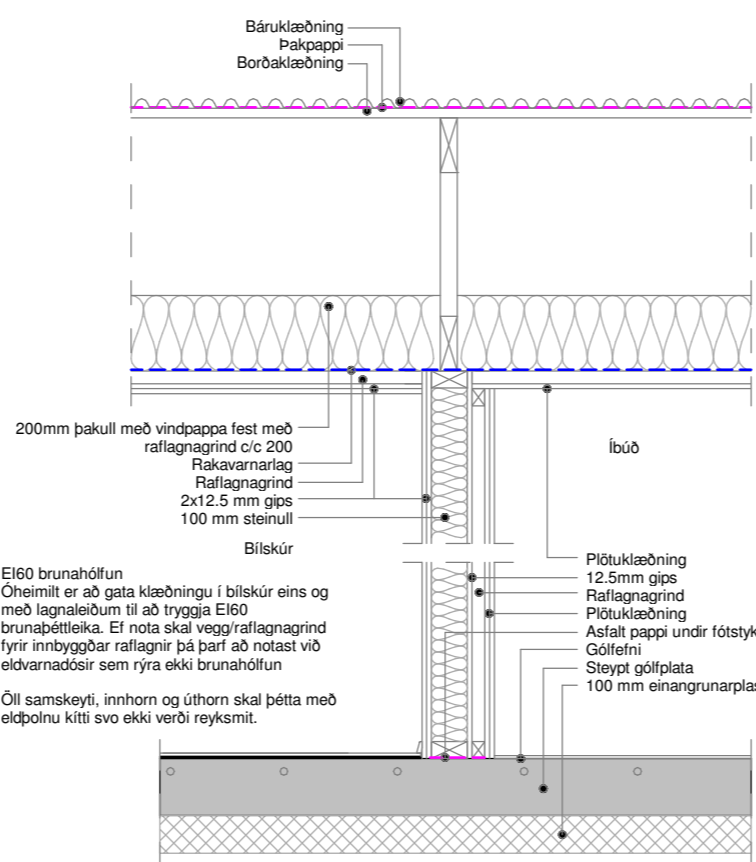 Báruklæðning
Þakpappi
Borðaklæðning
200mm þakull með vindpappa fest með
raflagnagrind c/c 200
Rakavarnarlag
Raflagnagrind
2x12.5 mm gips
100 mm steinull
Íbúð
Bílskúr
EI60 brunahólfun
Óheimilt er að gata klæðningu í bílskúr eins og
með lagnaleiðum til að tryggja EI60
brunaþéttleika. Ef nota skal vegg/raflagnagrind
fyrir innbyggðar raflagnir þá þarf að notast við
eldvarnadósir sem rýra ekki brunahólfun
Öll samskeyti, innhorn og úthorn skal þétta með
eldþolnu kítti svo ekki verði reyksmit.
Plötuklæðning
12.5mm gips
Raflagnagrind
Plötuklæðning
Asfalt pappi undir fótstyk
Gólfefni
Steypt gólfplata
100 mm einangrunarplas